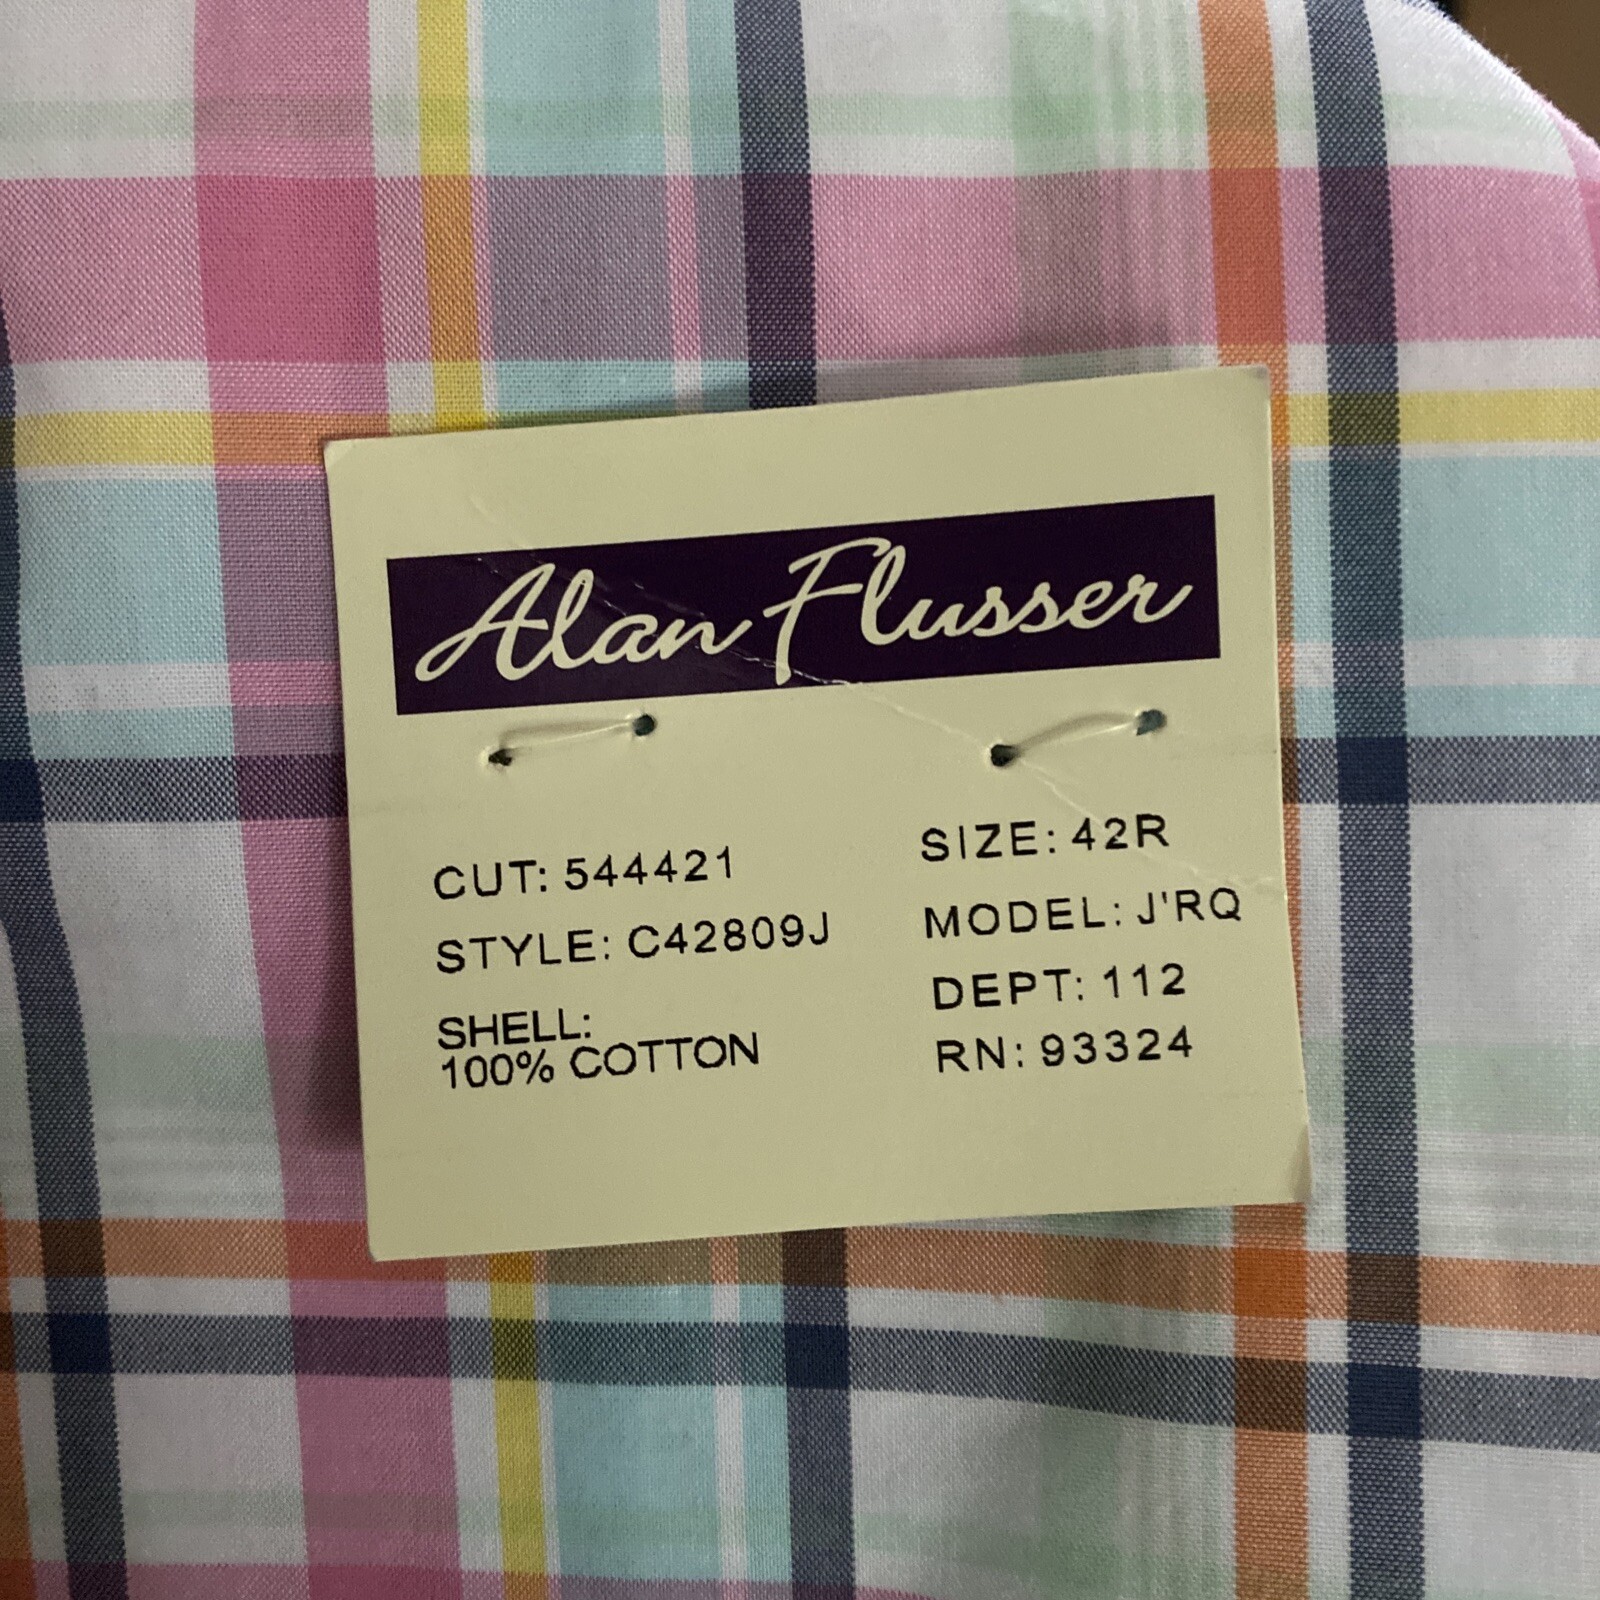 Alan Flusser
CUT: 544421
STYLE: C42809J
SHELL:
100% COTTON
SIZE: 42R
MODEL: J'RQ
DEPT: 112
RN: 93324